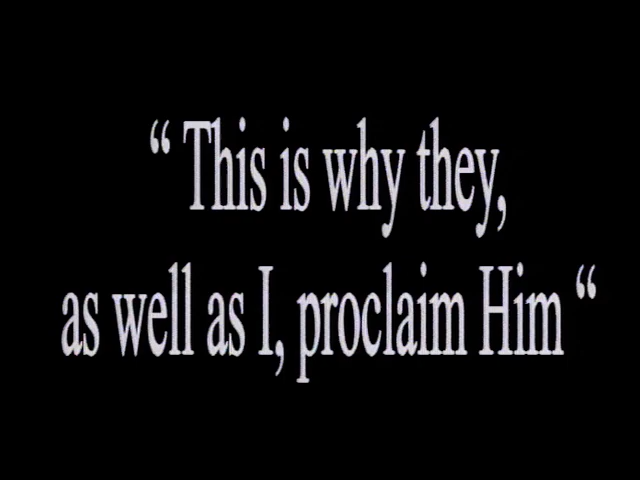 “ This is why they,
as well as I, proclaim Him “